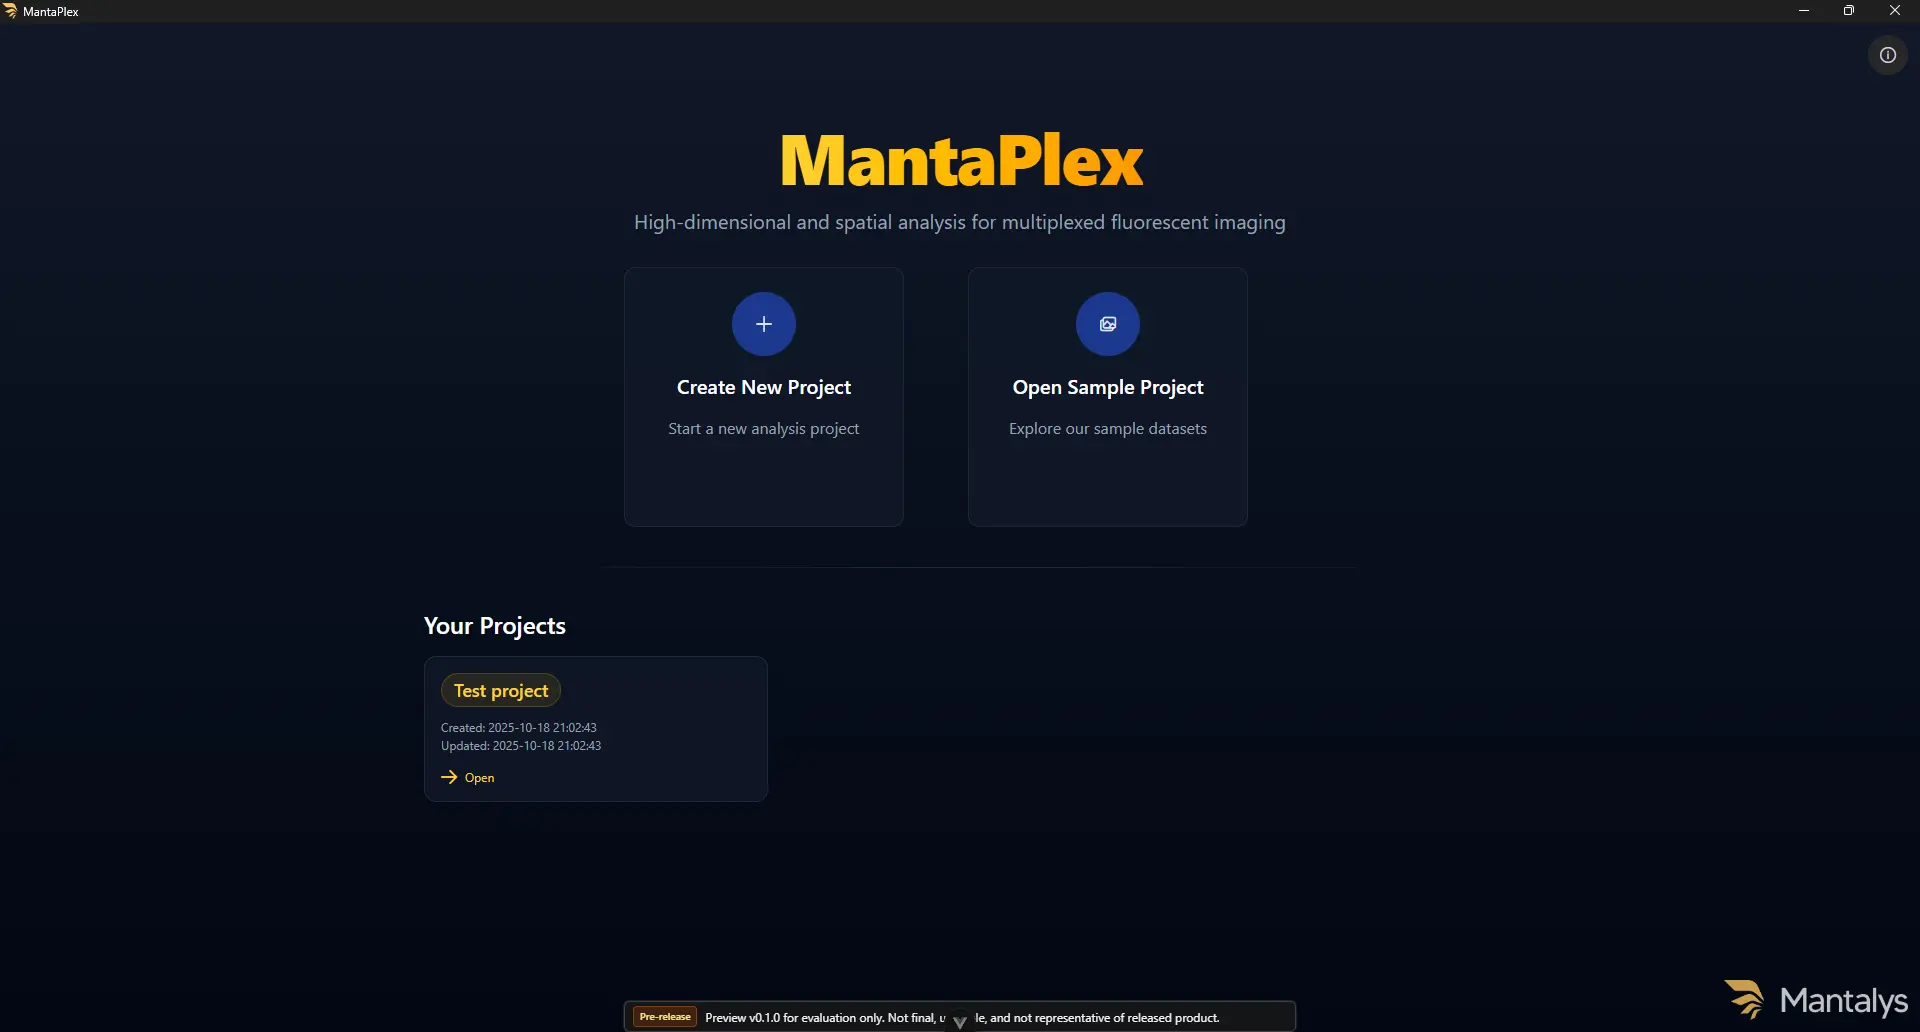 MantaPlex
MantaPlex
High-dimensional and spatial analysis for multiplexed fluorescent imaging
Create New Project
Start a new analysis project
Open Sample Project
Explore our sample datasets
Your Projects
Test project
Created: 2025-10-18 21:02:43
Updated: 2025-10-18 21:02:43
Open
Pre-release Preview v0.1.0 for evaluation only. Not final, and not representative of released product.
Mantalys